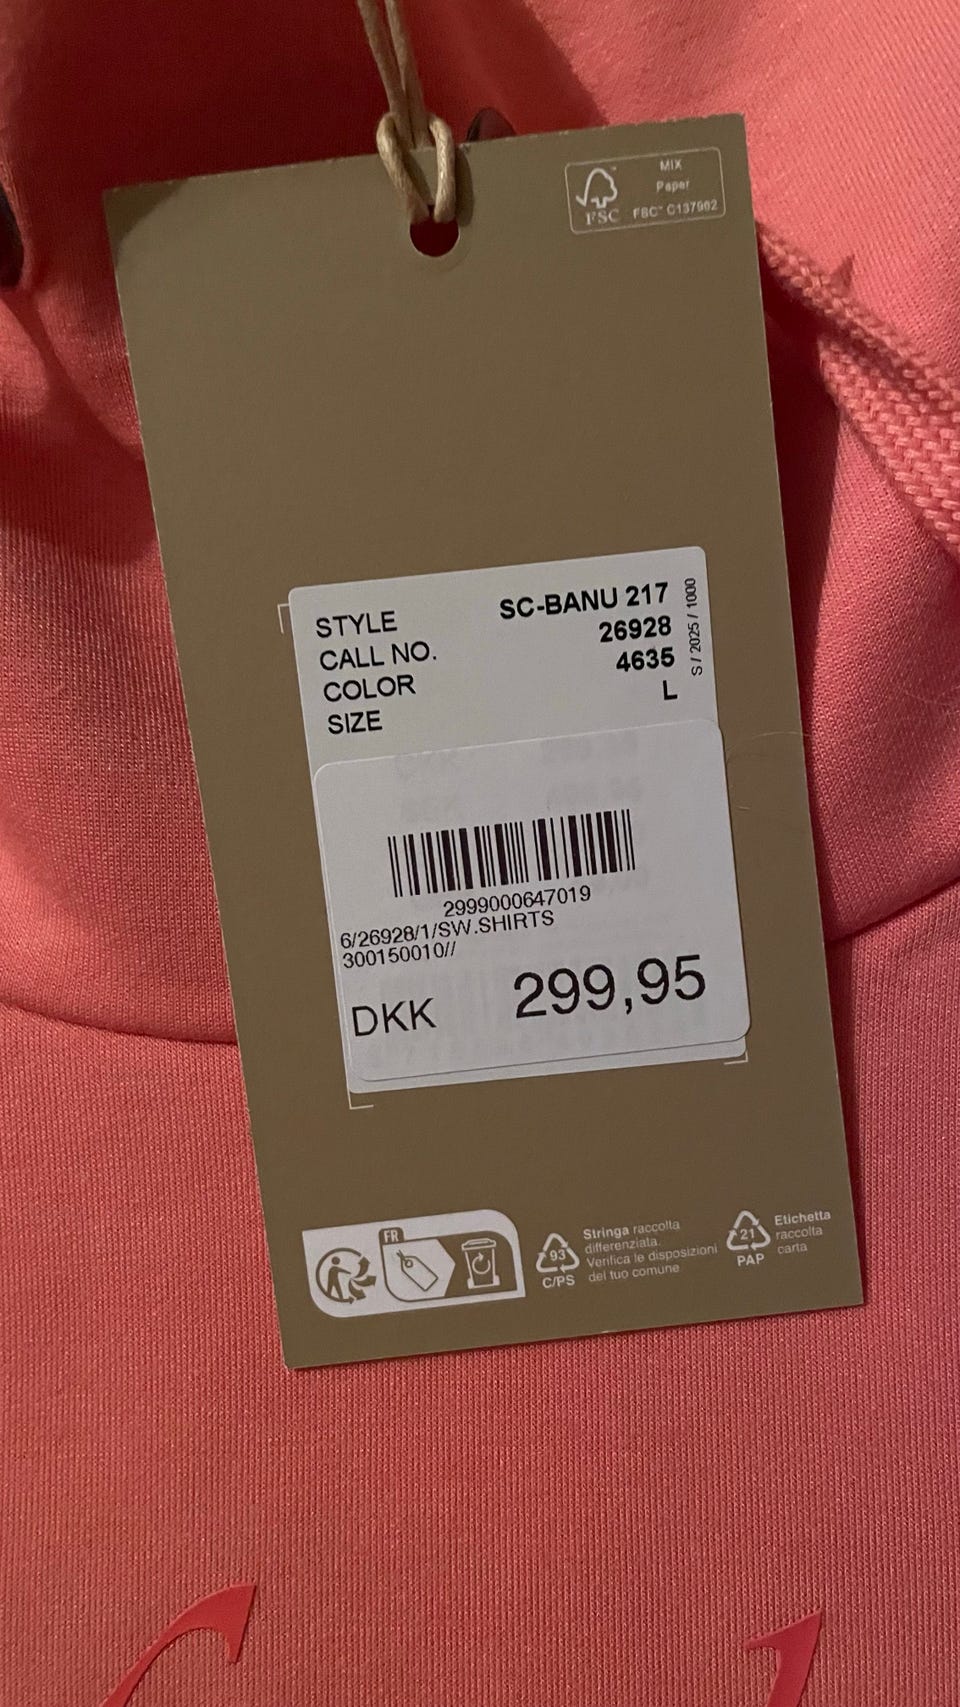 MIX
Paper
FSC
FSC™ C137902
STYLE SC-BANU 217
CALL NO. 26928
COLOR 4635
SIZE L
S / 2025 / 1000
2999000647019
6/26928/1/SW.SHIRTS
300150010//
DKK 299,95
FR
93
C/PS
Stringa raccolta
differenziata.
Verifica le disposizioni
del tuo comune
21
PAP
Etichetta
raccolta
carta